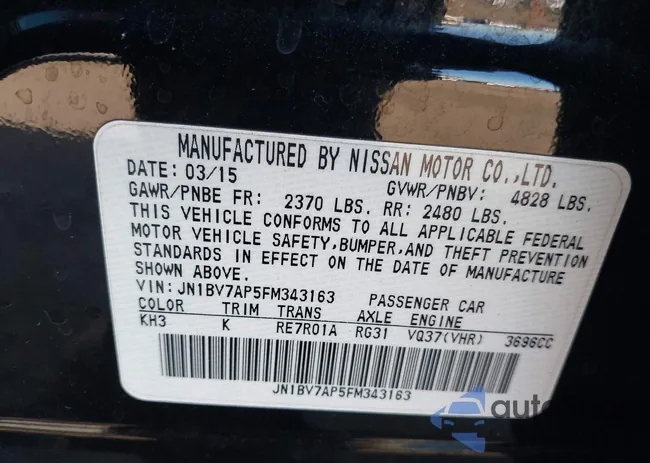 MANUFACTURED BY NISSAN MOTOR CO.,LTD.
DATE: 03/15 GVWR/PNBV: 4828 LBS.
GAWR/PNBE FR: 2370 LBS. RR: 2480 LBS.
THIS VEHICLE CONFORMS TO ALL APPLICABLE FEDERAL
MOTOR VEHICLE SAFETY,BUMPER,AND THEFT PREVENTION
STANDARDS IN EFFECT ON THE DATE OF MANUFACTURE
SHOWN ABOVE.
VIN: JN1BV7AP5FM343163 PASSENGER CAR
COLOR TRIM TRANS AXLE ENGINE
KH3 K RE7R01A RG31 VQ37(VHR) 3696CC
JN1BV7AP5FM343163